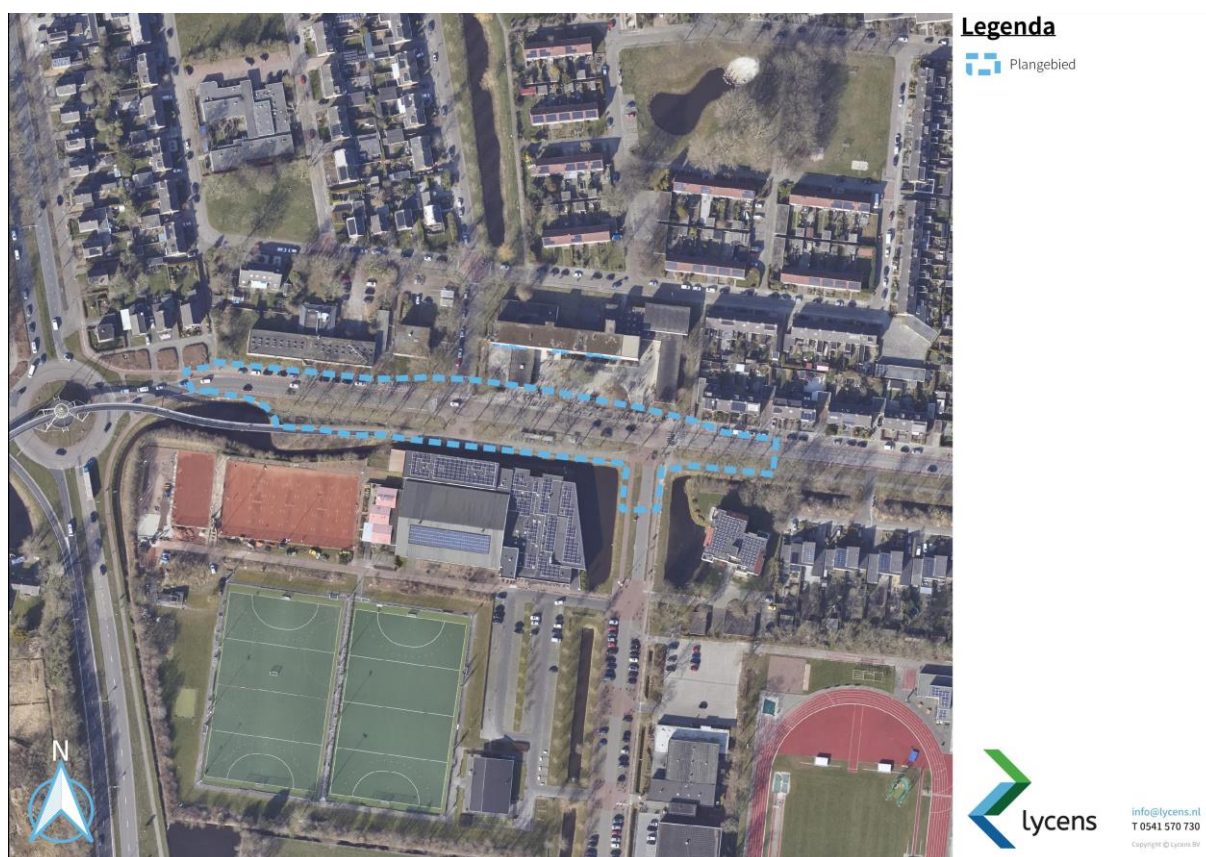 Legenda
Plangebied
N
lycens
info@lycens.nl
T 0541 570 730
Copyright © Lycens BV